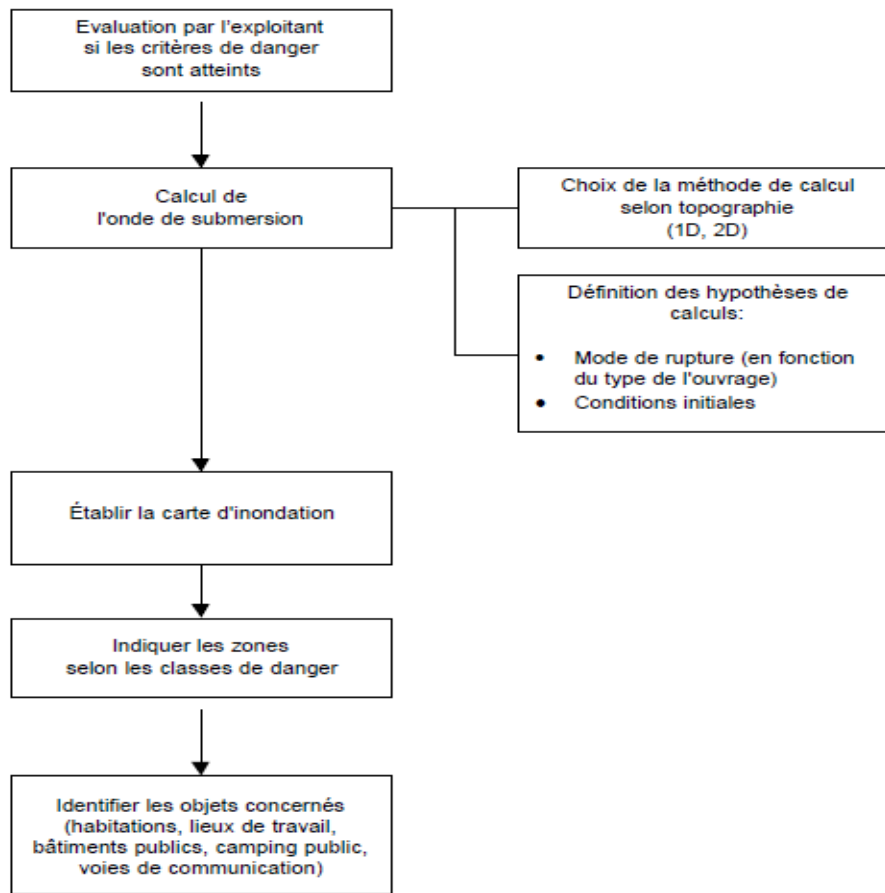 Evaluation par l'exploitant
si les critères de danger
sont atteints
Calcul de
l'onde de submersion
Choix de la méthode de calcul
selon topographie
(1D, 2D)
Définition des hypothèses de
calculs:
• Mode de rupture (en fonction
du type de l'ouvrage)
• Conditions initiales
Établir la carte d'inondation
Indiquer les zones
selon les classes de danger
Identifier les objets concernés
(habitations, lieux de travail,
bâtiments publics, camping public,
voies de communication)